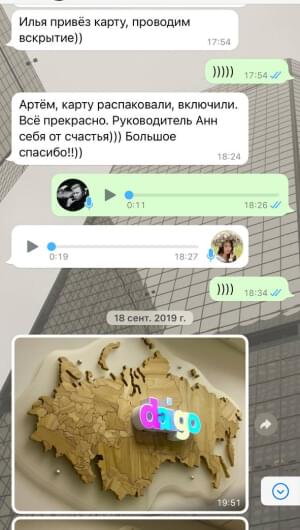 Илья привёз карту, проводим
вскрытие))
17:54
))))) 17:54
Артём, карту распаковали, включили.
Всё прекрасно. Руководитель Анн
себя от счастья))) Большое
спасибо!!))
18:24
0:11 18:26
0:19 18:27
)))) 18:34
18 сент. 2019 г.
19:51